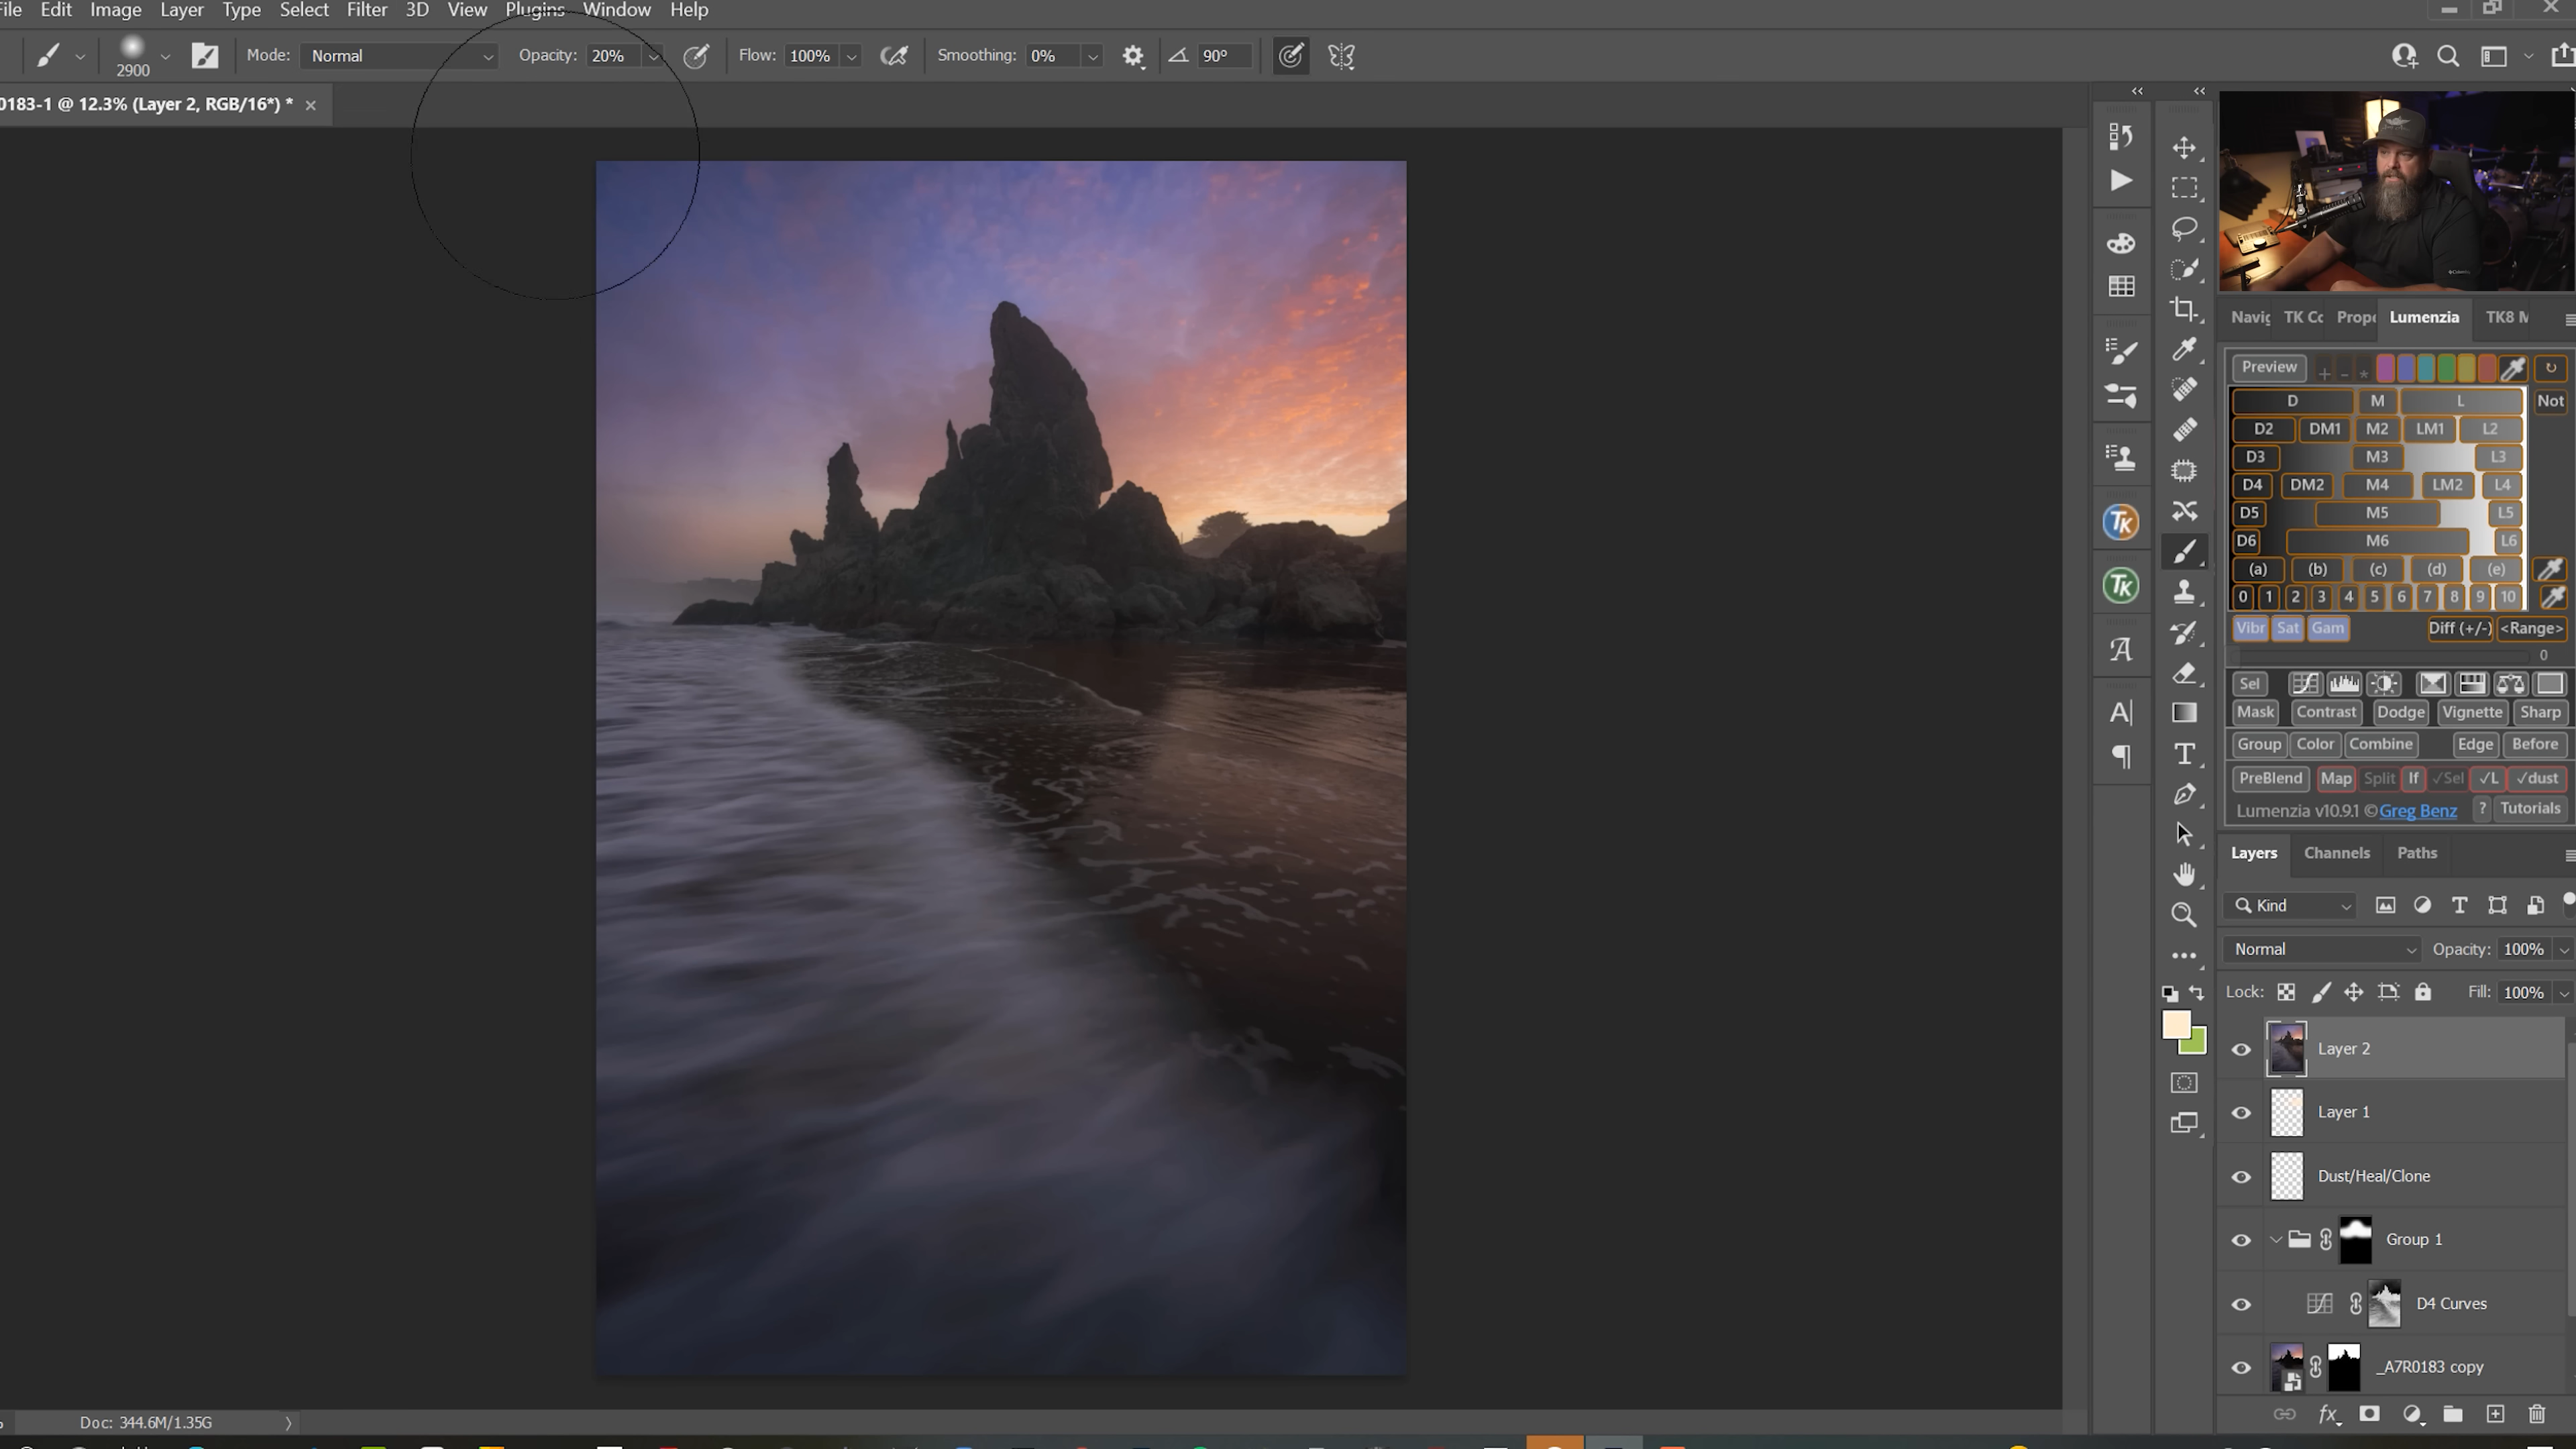 File Edit Image Layer Type Select Filter 3D View Plugins Window Help
2900 Mode: Normal Opacity: 20% Flow: 100% Smoothing: 0% 90°
0183-1 @ 12.3% (Layer 2, RGB/16*) * ×
Navig TK Co Prope Lumenzia TK8 M
Preview + - *
D M L Not
D2 DM1 M2 LM1 L2
D3 M3 L3
D4 DM2 M4 LM2 L4
D5 M5 L5
D6 M6 L6
(a) (b) (c) (d) (e)
0 1 2 3 4 5 6 7 8 9 10
Vibr Sat Gam Diff (+/-) <Range>
0
Sel
Mask Contrast Dodge Vignette Sharp
Group Color Combine Edge Before
PreBlend Map Split If ✓Sel ✓L ✓dust
Lumenzia v10.9.1 © Greg Benz ? Tutorials
TK
TK
Layers Channels Paths
Kind
Normal Opacity: 100%
Lock: Fill: 100%
Layer 2
Layer 1
Dust/Heal/Clone
Group 1
D4 Curves
_A7R0183 copy
fx
Doc: 344.6M/1.35G